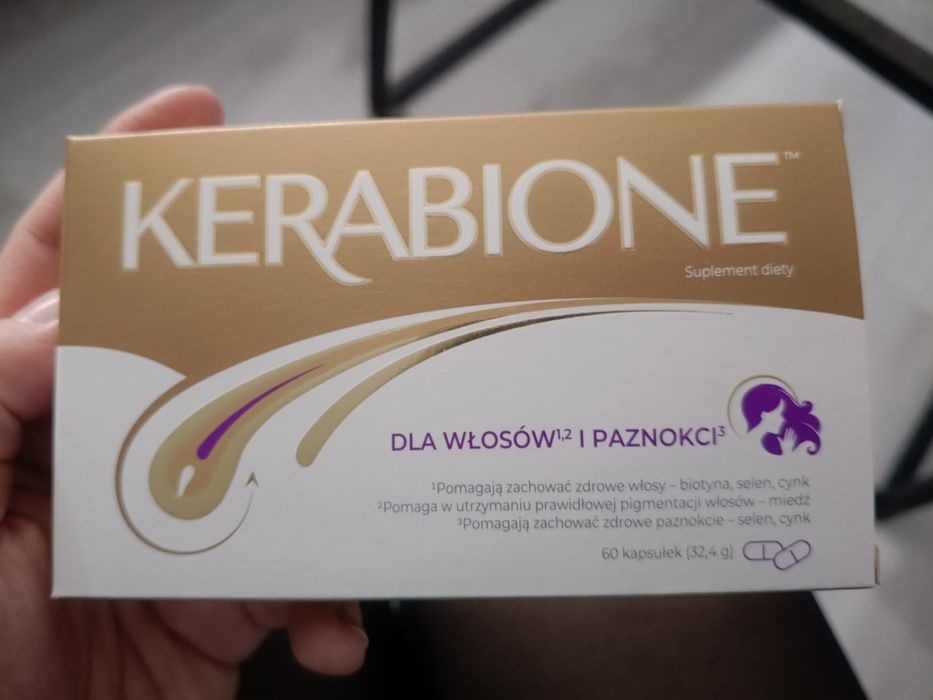 KERABIONE™
Suplement diety
DLA WŁOSÓW¹,² I PAZNOKCI³
¹Pomagają zachować zdrowe włosy – biotyna, selen, cynk
²Pomaga w utrzymaniu prawidłowej pigmentacji włosów – miedź
³Pomagają zachować zdrowe paznokcie – selen, cynk
60 kapsułek (32,4 g)